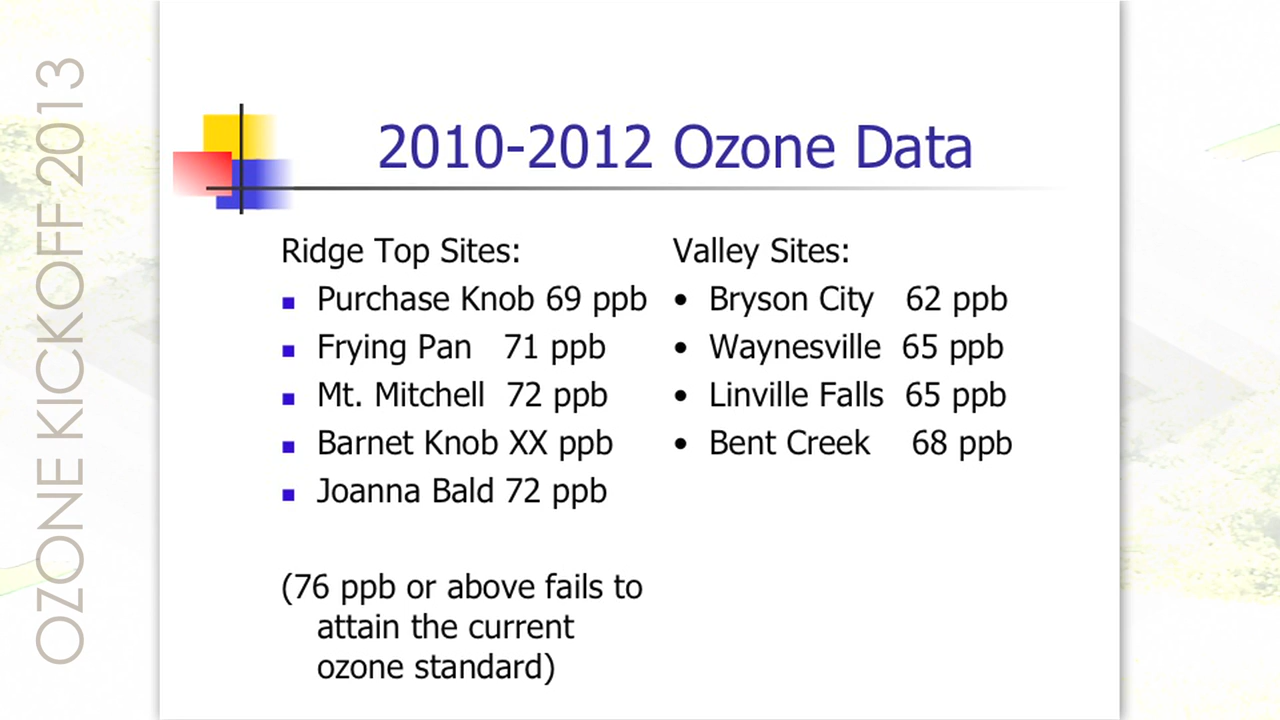 OZONE KICKOFF 2013
2010-2012 Ozone Data
Ridge Top Sites:
Purchase Knob 69 ppb
Frying Pan 71 ppb
Mt. Mitchell 72 ppb
Barnet Knob XX ppb
Joanna Bald 72 ppb
(76 ppb or above fails to
attain the current
ozone standard)
Valley Sites:
Bryson City 62 ppb
Waynesville 65 ppb
Linville Falls 65 ppb
Bent Creek 68 ppb